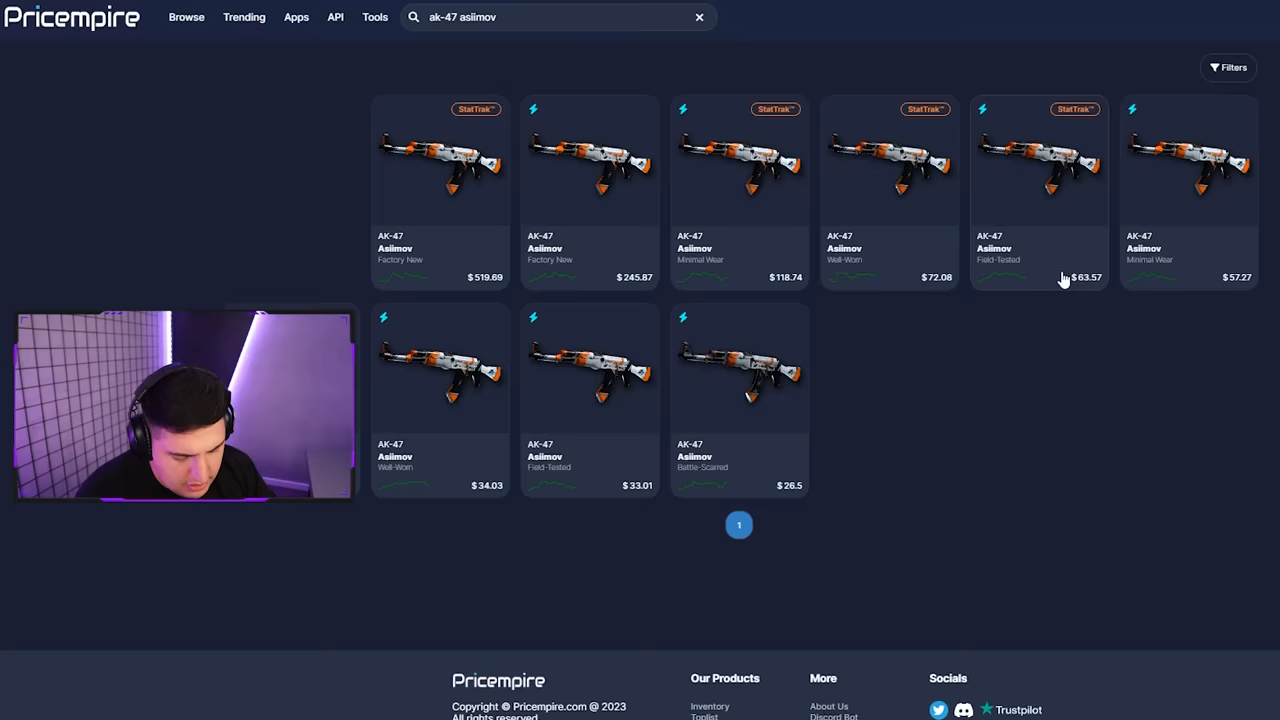 Pricempire
Browse
Trending
Apps
API
Tools
ak-47 asiimov
Filters
StatTrak™
AK-47
Asiimov
Factory New
$519.69
AK-47
Asiimov
Factory New
$245.87
StatTrak™
AK-47
Asiimov
Minimal Wear
$118.74
StatTrak™
AK-47
Asiimov
Well-Worn
$72.08
StatTrak™
AK-47
Asiimov
Field-Tested
$63.57
AK-47
Asiimov
Minimal Wear
$57.27
AK-47
Asiimov
Well-Worn
$34.03
AK-47
Asiimov
Field-Tested
$33.01
AK-47
Asiimov
Battle-Scarred
$26.5
1
Pricempire
Copyright © Pricempire.com @ 2023
All rights reserved
Our Products
Inventory
Toplist
More
About Us
Discord Bot
Socials
Trustpilot